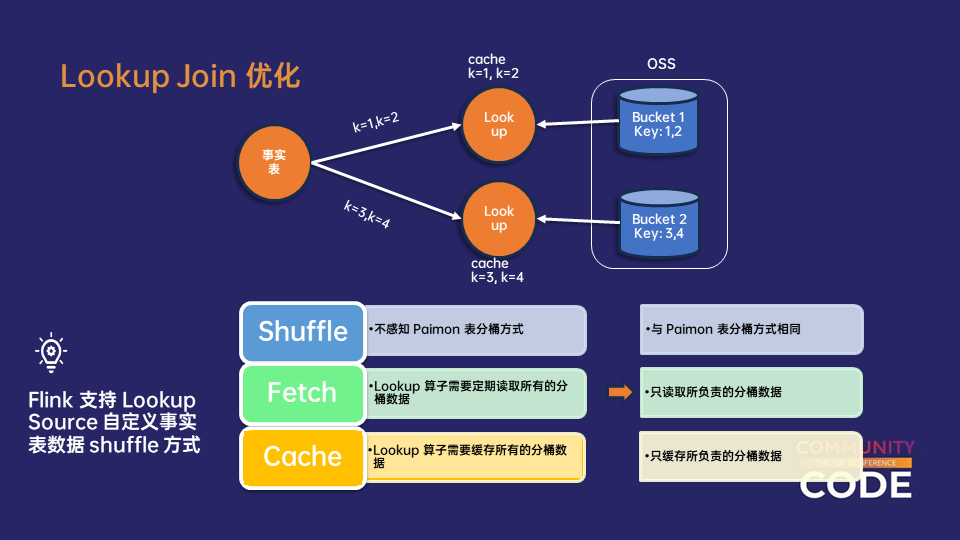 Lookup Join 优化
cache
k=1, k=2
OSS
事实
表
k=1,k=2
k=3,k=4
Look
up
Look
up
cache
k=3, k=4
Bucket 1
Key: 1,2
Bucket 2
Key: 3,4
Flink 支持 Lookup
Source 自定义事实
表数据 shuffle 方式
Shuffle
•不感知 Paimon 表分桶方式
•与 Paimon 表分桶方式相同
Fetch
•Lookup 算子需要定期读取所有的分
桶数据
•只读取所负责的分桶数据
Cache
•Lookup 算子需要缓存所有的分桶数
据
•只缓存所负责的分桶数据
COMMUNITY
CONFERENCE
CODE